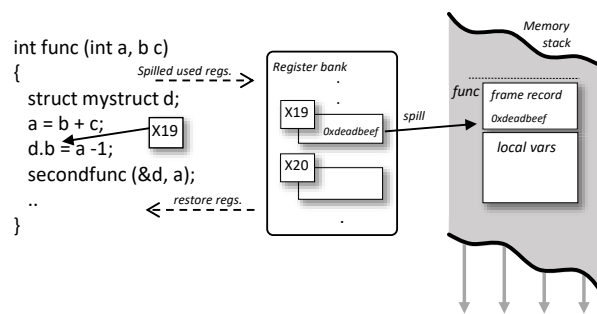 int func (int a, b c)
{
struct mystruct d;
a = b + c;
d.b = a -1;
secondfunc (&d, a);
..
}
Spilled used regs.
X19
restore regs.
Register bank
.
.
X19
0xdeadbeef
X20
.
spill
Memory
stack
func
frame record
0xdeadbeef
local vars